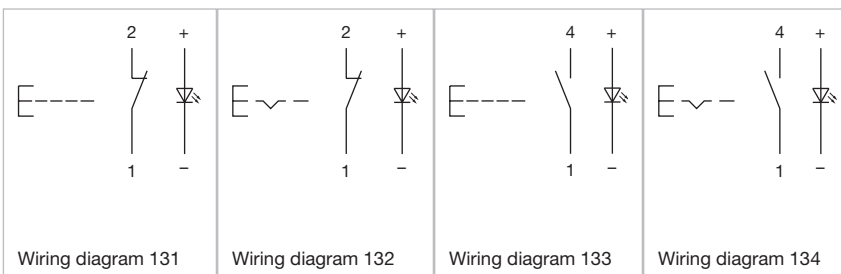 2 +
1 –
Wiring diagram 131
2 +
1 –
Wiring diagram 132
4 +
1 –
Wiring diagram 133
4 +
1 –
Wiring diagram 134